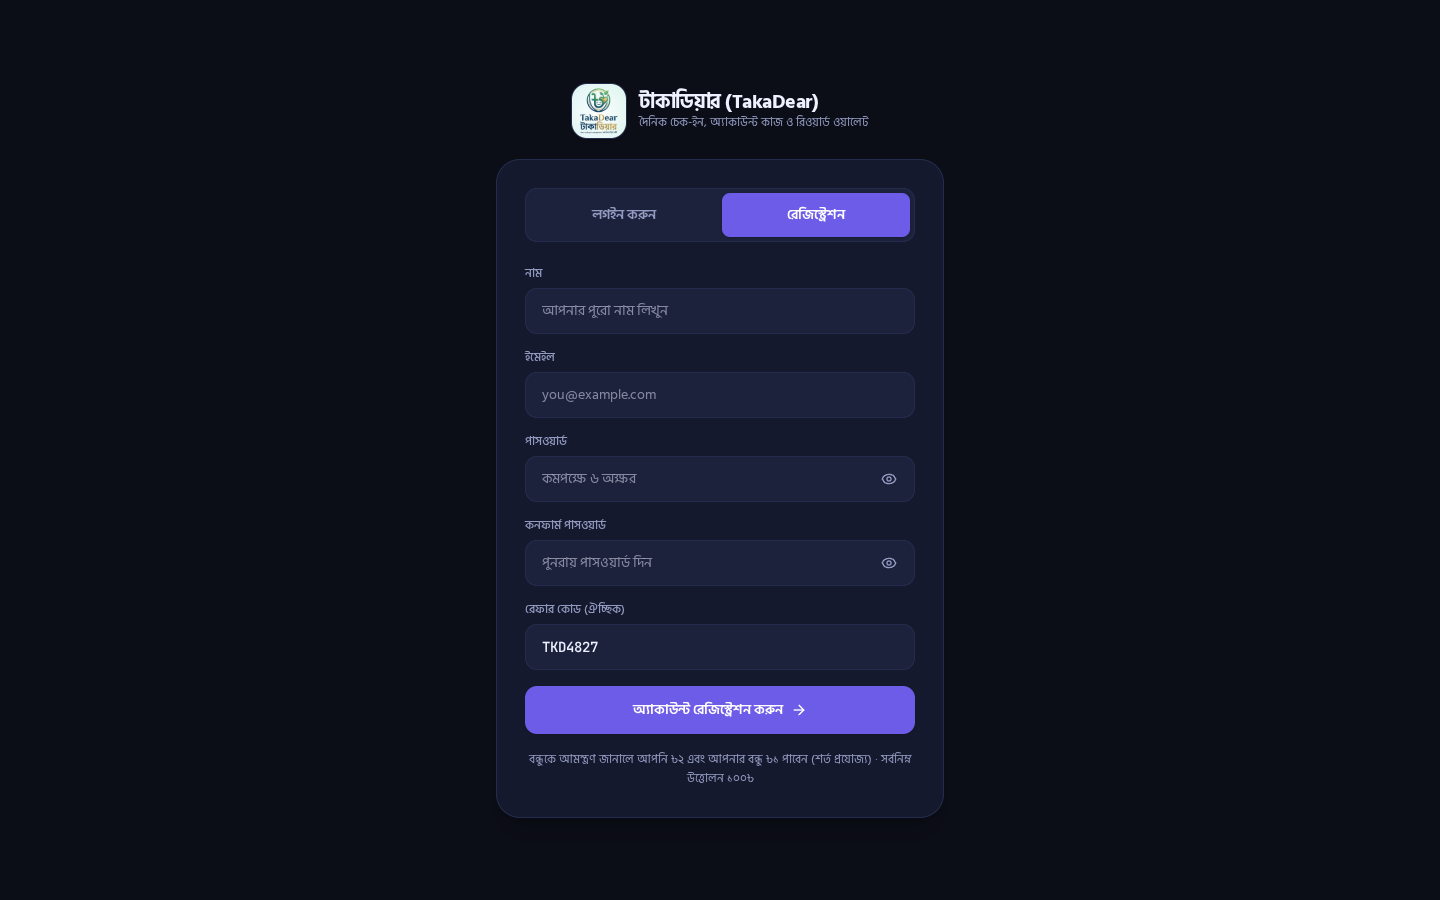 TakaDear
টাকাডিয়ার
টাকাডিয়ার (TakaDear)
দৈনিক চেক-ইন, অ্যাকাউন্ট কাজ ও রিওয়ার্ড ওয়ালেট
লগইন করুন
রেজিস্ট্রেশন
নাম
আপনার পুরো নাম লিখুন
ইমেইল
you@example.com
পাসওয়ার্ড
কমপক্ষে ৬ অক্ষর
কনফার্ম পাসওয়ার্ড
পুনরায় পাসওয়ার্ড দিন
রেফার কোড (ঐচ্ছিক)
TKD4827
অ্যাকাউন্ট রেজিস্ট্রেশন করুন →
বন্ধুকে আমন্ত্রণ জানালে আপনি ৳২ এবং আপনার বন্ধু ৳১ পাবেন (শর্ত প্রযোজ্য) · সর্বনিম্ন
উত্তোলন ১০০৳